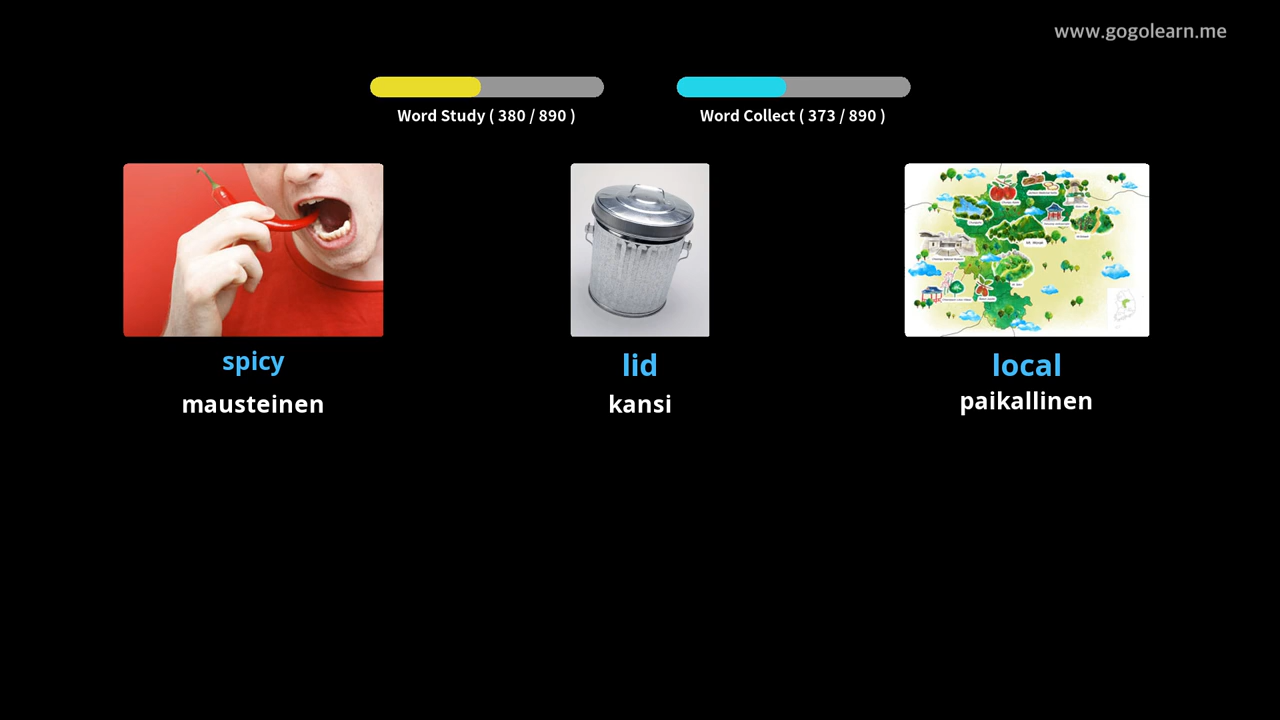 www.gogolearn.me
Word Study ( 380 / 890 )
Word Collect ( 373 / 890 )
spicy
lid
local
mausteinen
kansi
paikallinen